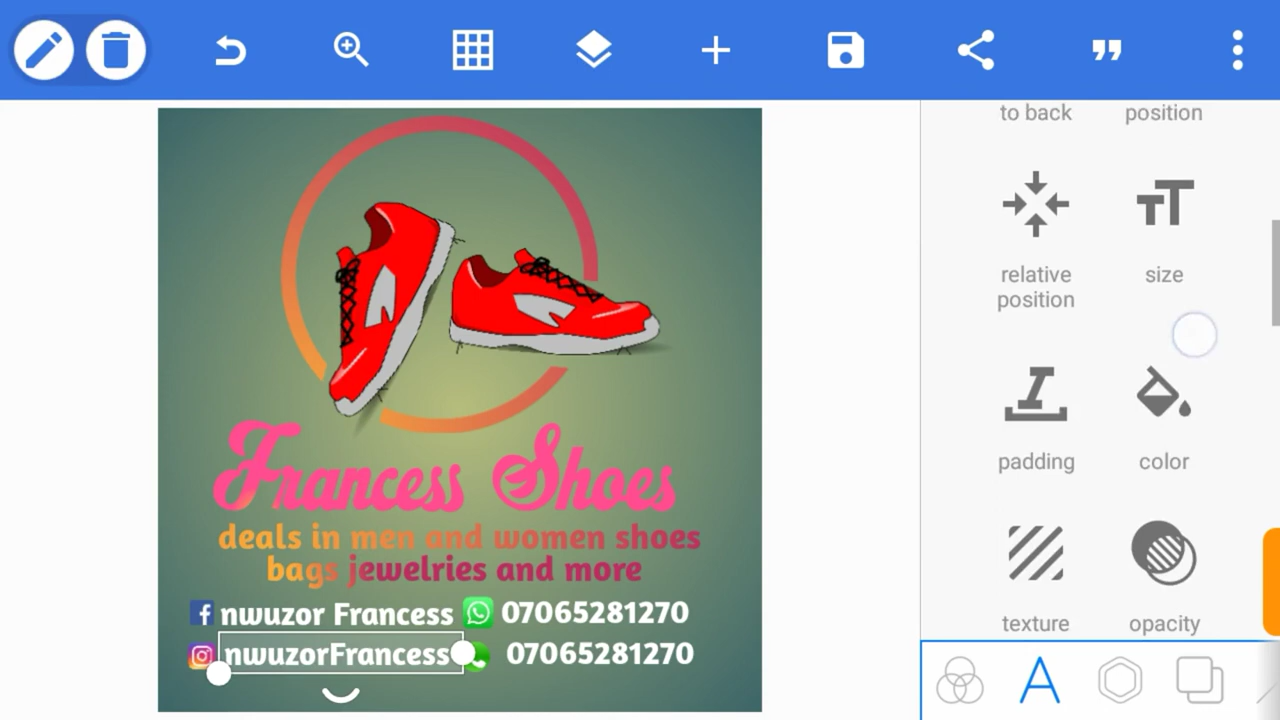 to back
position
relative position
size
padding
color
texture
opacity
Francess Shoes
deals in men and women shoes
bags jewelries and more
nwuzor Francess 07065281270
nwuzorFrancess 07065281270